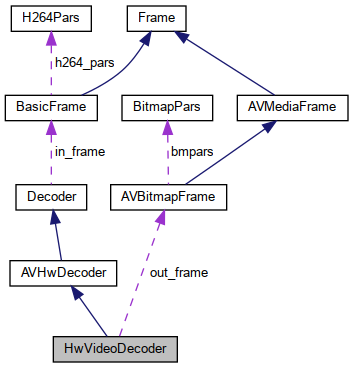 H264Pars
Frame
h264_pars
BasicFrame
BitmapPars
AVMediaFrame
in_frame
bmpars
Decoder
AVBitmapFrame
AVHwDecoder
out_frame
HwVideoDecoder